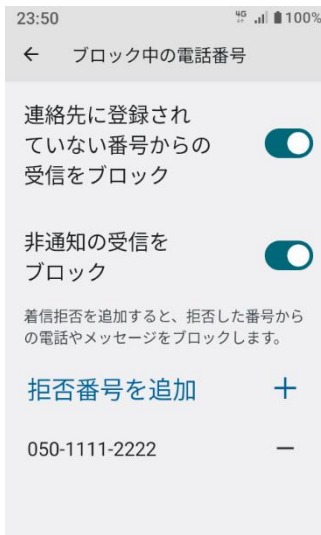 23:50 4G 100%
← ブロック中の電話番号
連絡先に登録され
ていない番号からの
受信をブロック
非通知の受信を
ブロック
着信拒否を追加すると、拒否した番号から
の電話やメッセージをブロックします。
拒否番号を追加 +
050-1111-2222 −